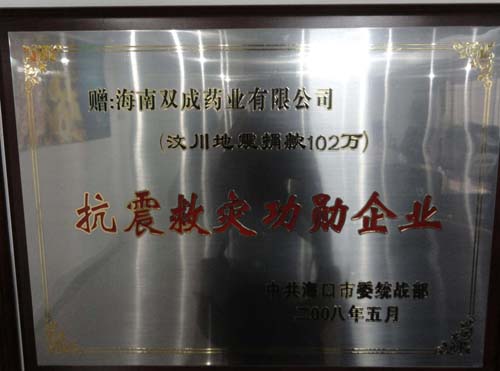 赠:海南双成药业有限公司
(汶川地震捐款102万)
抗震救灾功勋企业
中共海口市委统战部
二00八年五月